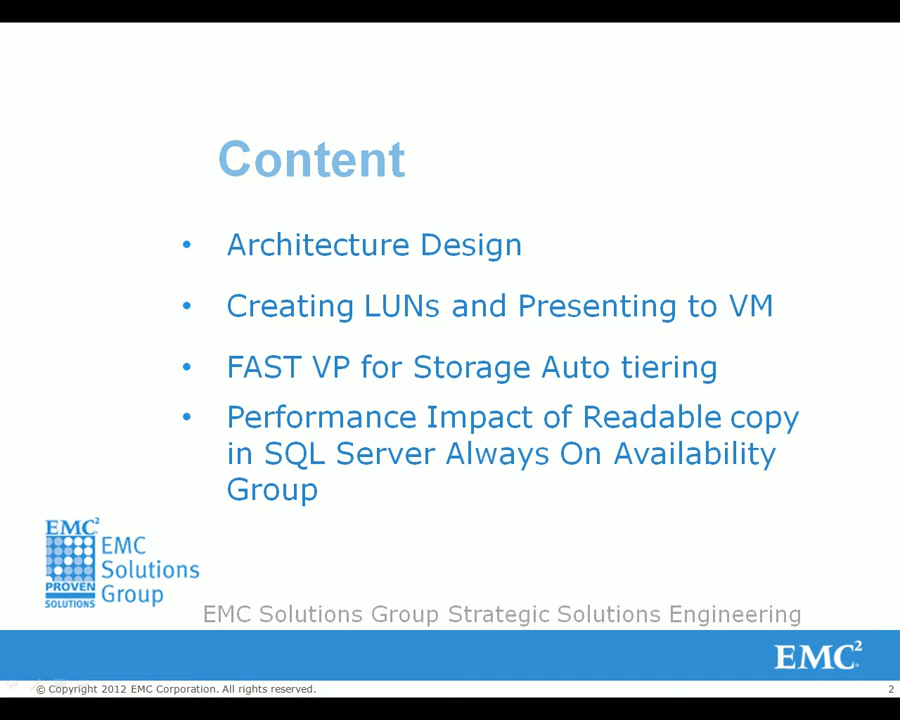 Content
• Architecture Design
• Creating LUNs and Presenting to VM
• FAST VP for Storage Auto tiering
• Performance Impact of Readable copy
in SQL Server Always On Availability
Group
EMC²
PROVEN
SOLUTIONS
EMC
Solutions
Group
EMC Solutions Group Strategic Solutions Engineering
EMC²
© Copyright 2012 EMC Corporation. All rights reserved.
2